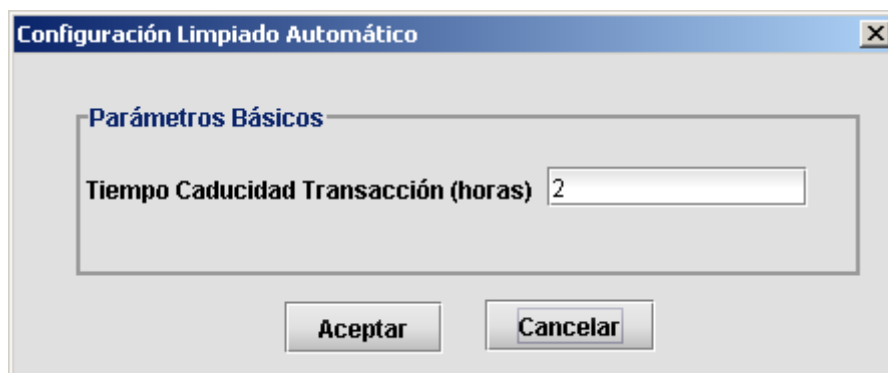 Configuración Limpiado Automático
Parámetros Básicos
Tiempo Caducidad Transacción (horas) 2
Aceptar Cancelar